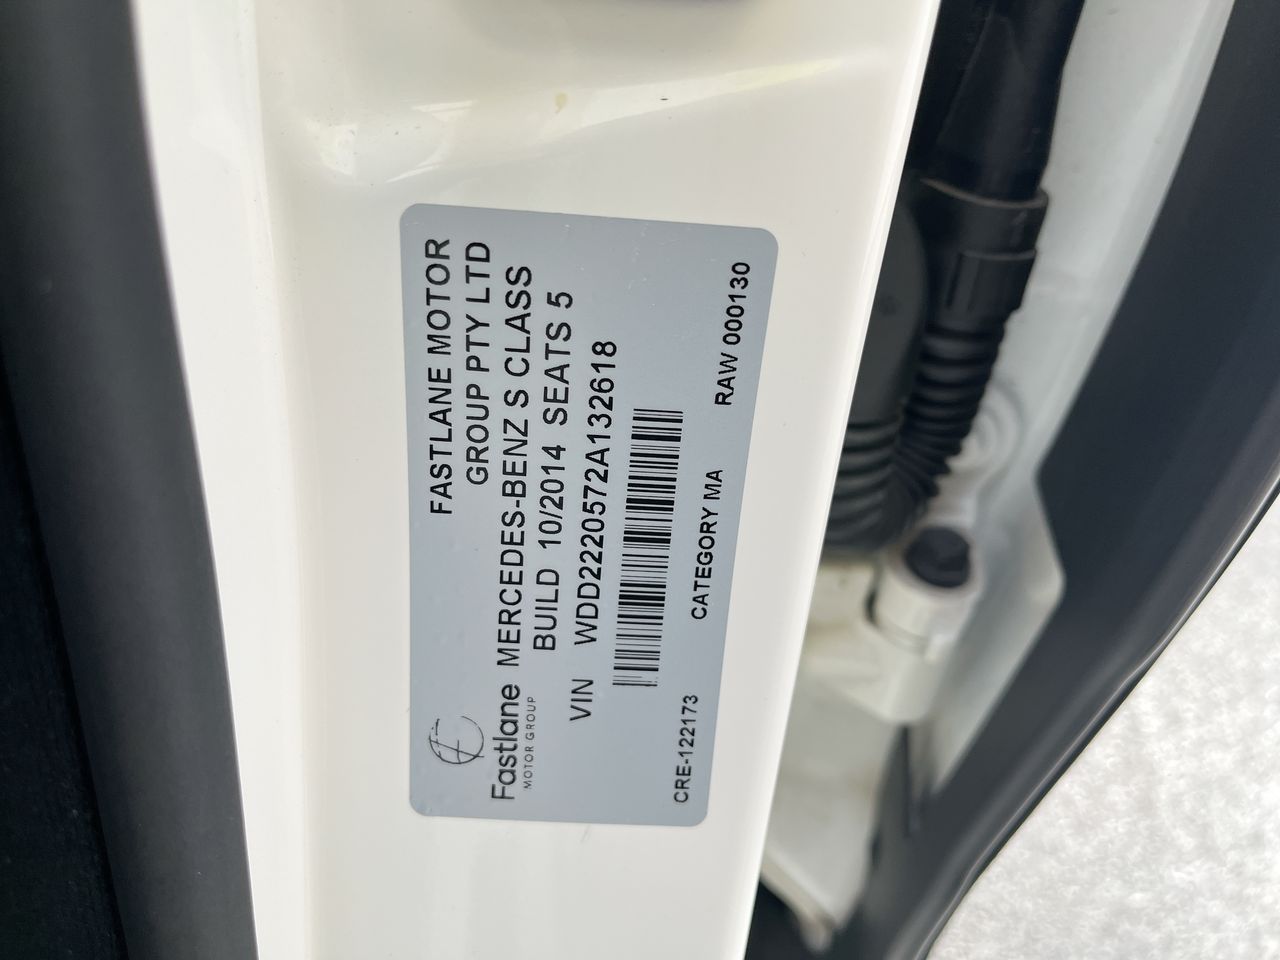 FASTLANE MOTOR
GROUP PTY LTD
Fastlane
MOTOR GROUP
MERCEDES-BENZ S CLASS
BUILD 10/2014 SEATS 5
VIN WDD2220572A132618
CRE-122173 CATEGORY MA RAW 000130